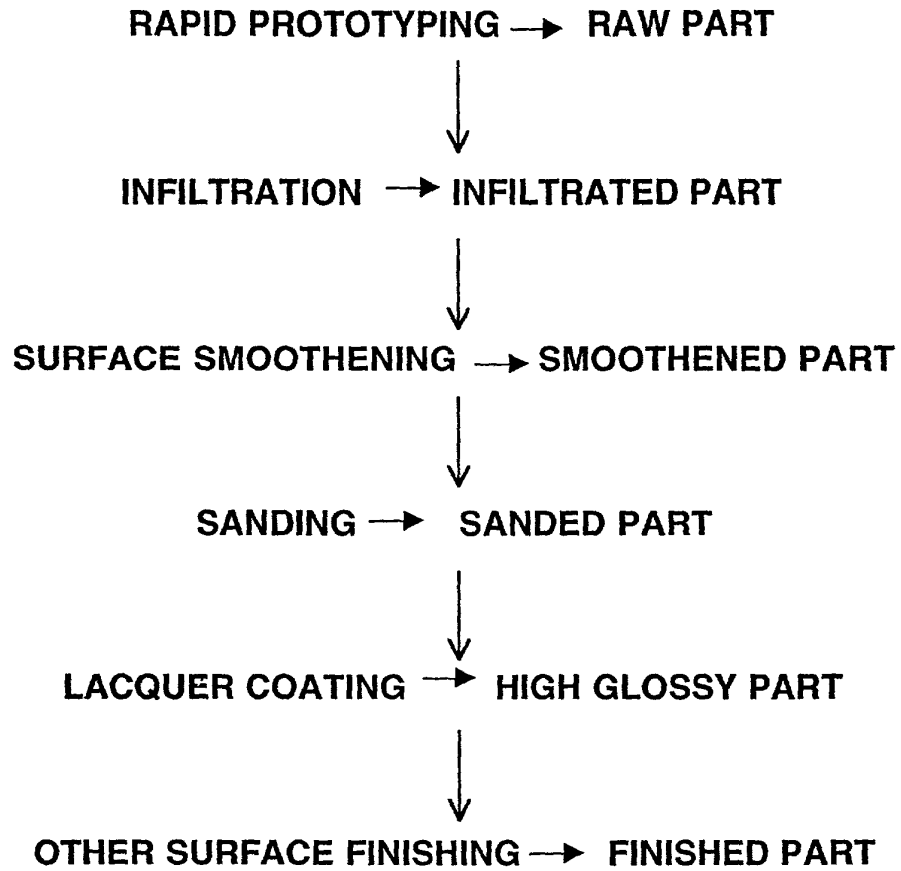 RAPID PROTOTYPING → RAW PART
INFILTRATION → INFILTRATED PART
SURFACE SMOOTHENING → SMOOTHENED PART
SANDING → SANDED PART
LACQUER COATING → HIGH GLOSSY PART
OTHER SURFACE FINISHING → FINISHED PART